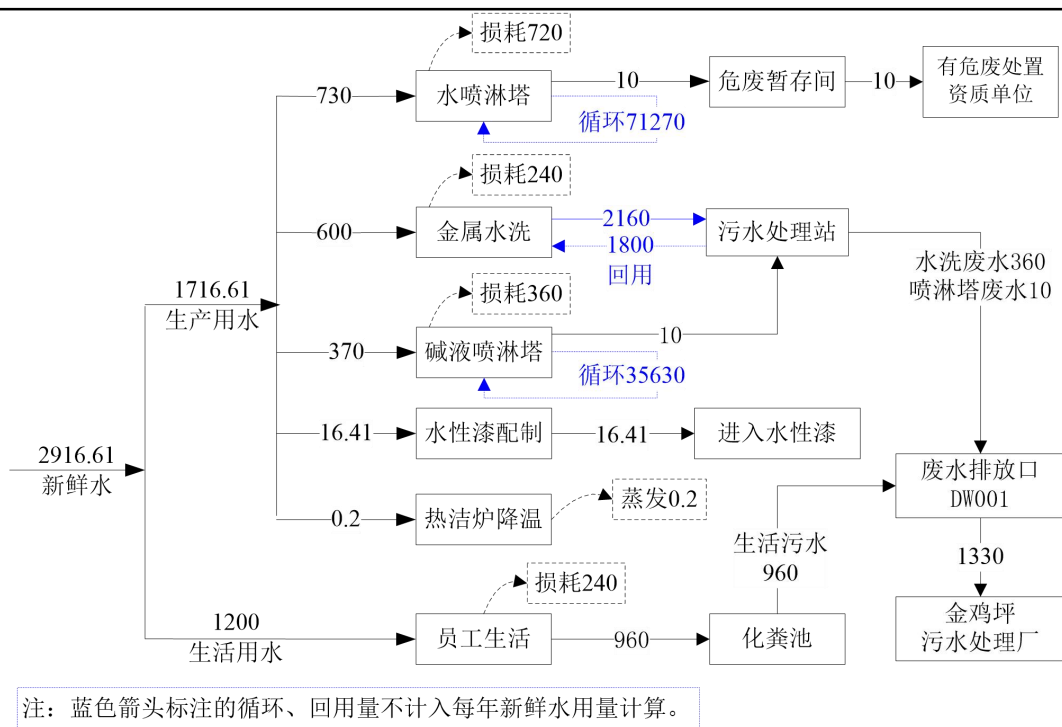 损耗720
730
水喷淋塔
10
危废暂存间
10
有危废处置
资质单位
循环71270
损耗240
600
金属水洗
2160
1800
回用
污水处理站
水洗废水360
喷淋塔废水10
1716.61
生产用水
损耗360
370
碱液喷淋塔
10
循环35630
16.41
水性漆配制
16.41
进入水性漆
2916.61
新鲜水
废水排放口
DW001
0.2
热洁炉降温
蒸发0.2
生活污水
960
1330
损耗240
1200
生活用水
员工生活
960
化粪池
金鸡坪
污水处理厂
注：蓝色箭头标注的循环、回用量不计入每年新鲜水用量计算。